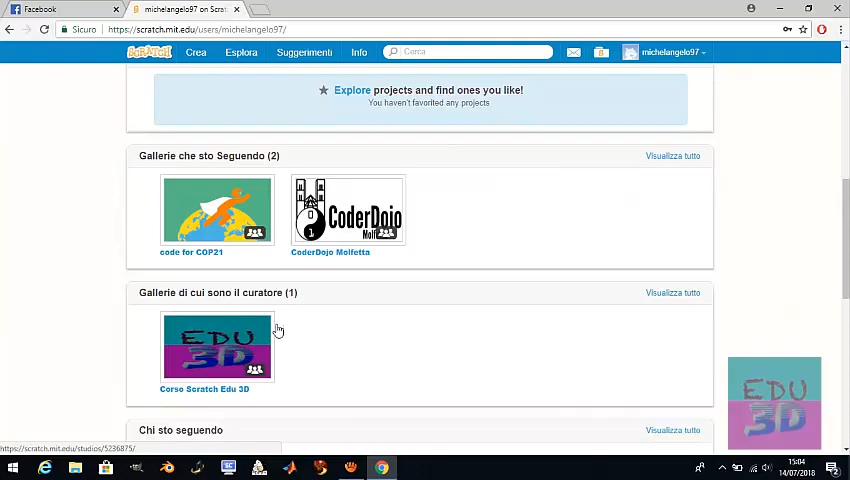 Facebook
michelangelo97 on Scrat
Sicuro
https://scratch.mit.edu/users/michelangelo97/
SCRATCH Crea Esplora Suggerimenti Info Cerca 8 michelangelo97
Explore projects and find ones you like!
You haven't favorited any projects
Gallerie che sto Seguendo (2) Visualizza tutto
CoderDojo
Molf
code for COP21 CoderDojo Molfetta
Gallerie di cui sono il curatore (1) Visualizza tutto
EDU
3D
Corso Scratch Edu 3D
EDU
3D
Chi sto seguendo Visualizza tutto
https://scratch.mit.edu/studios/5236875/
15:04
14/07/2018